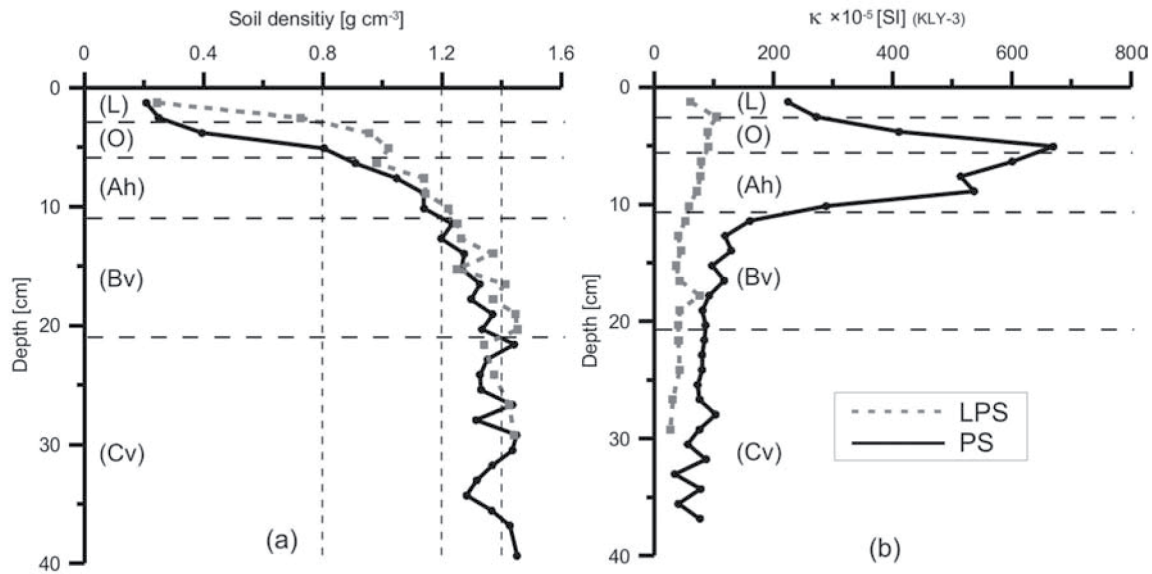 Soil densitiy [g cm-3]
0 0.4 0.8 1.2 1.6
0
10
20
30
40
Depth [cm]
(L)
(O)
(Ah)
(Bv)
(Cv)
(a)
κ ×10-5 [SI] (KLY-3)
0 200 400 600 800
0
10
20
30
40
Depth [cm]
(L)
(O)
(Ah)
(Bv)
(Cv)
LPS
PS
(b)